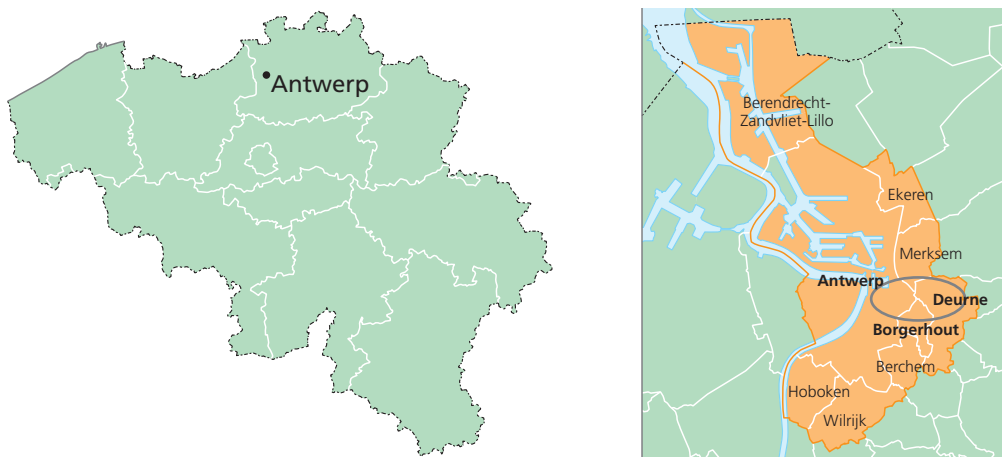 Antwerp
Berendrecht-
Zandvliet-Lillo
Ekeren
Merksem
Antwerp
Deurne
Borgerhout
Berchem
Hoboken
Wilrijk